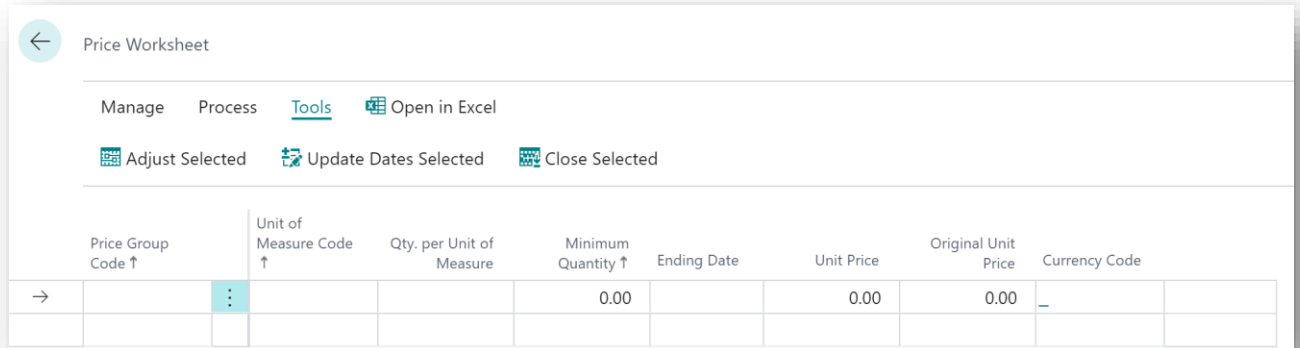 Price Worksheet
Manage Process Tools Open in Excel
Adjust Selected Update Dates Selected Close Selected
Unit of
Price Group Measure Code Qty. per Unit of Minimum Original Unit
Code ↑ ↑ Measure Quantity ↑ Ending Date Unit Price Price Currency Code
0.00 0.00 0.00 _